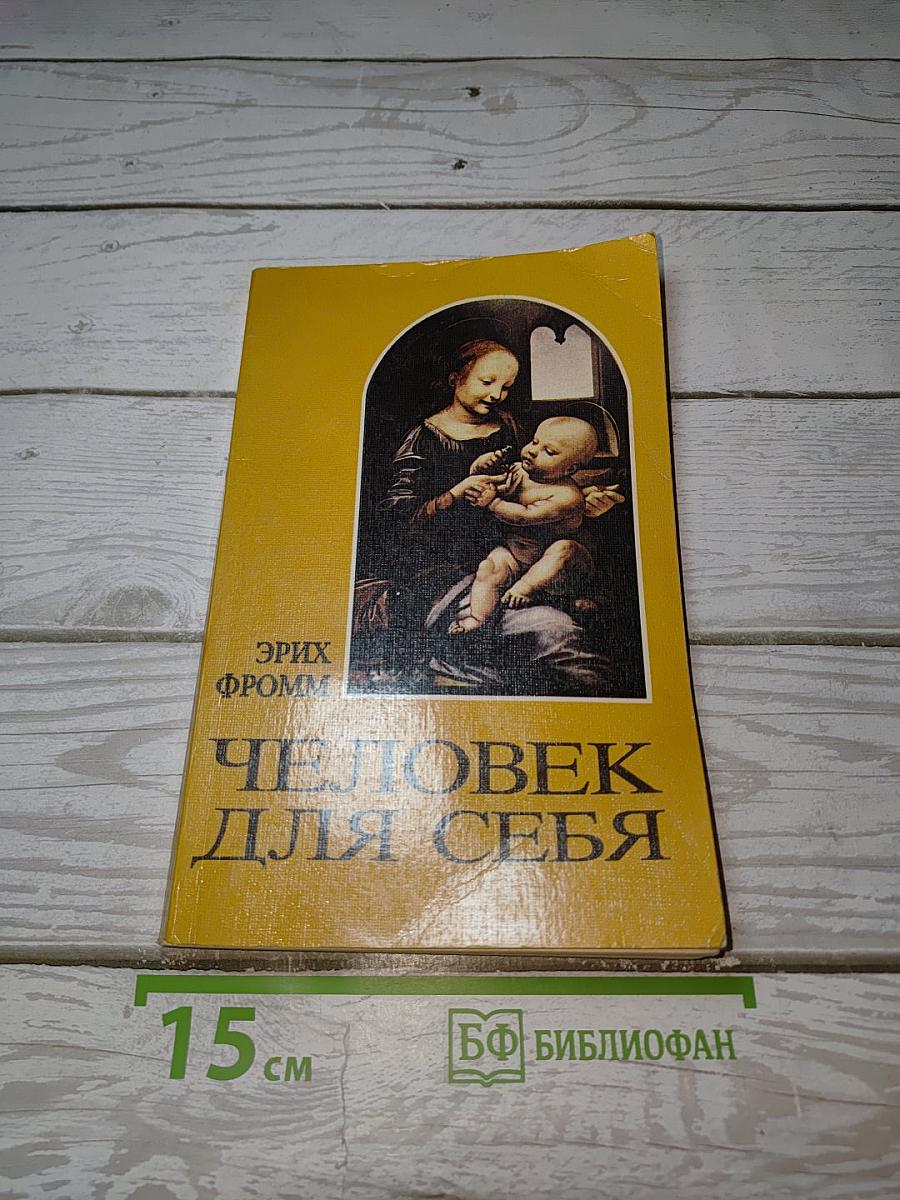 ЭРИХ
ФРОММ
ЧЕЛОВЕК
ДЛЯ СЕБЯ
15 см
БФ БИБЛИОФАН